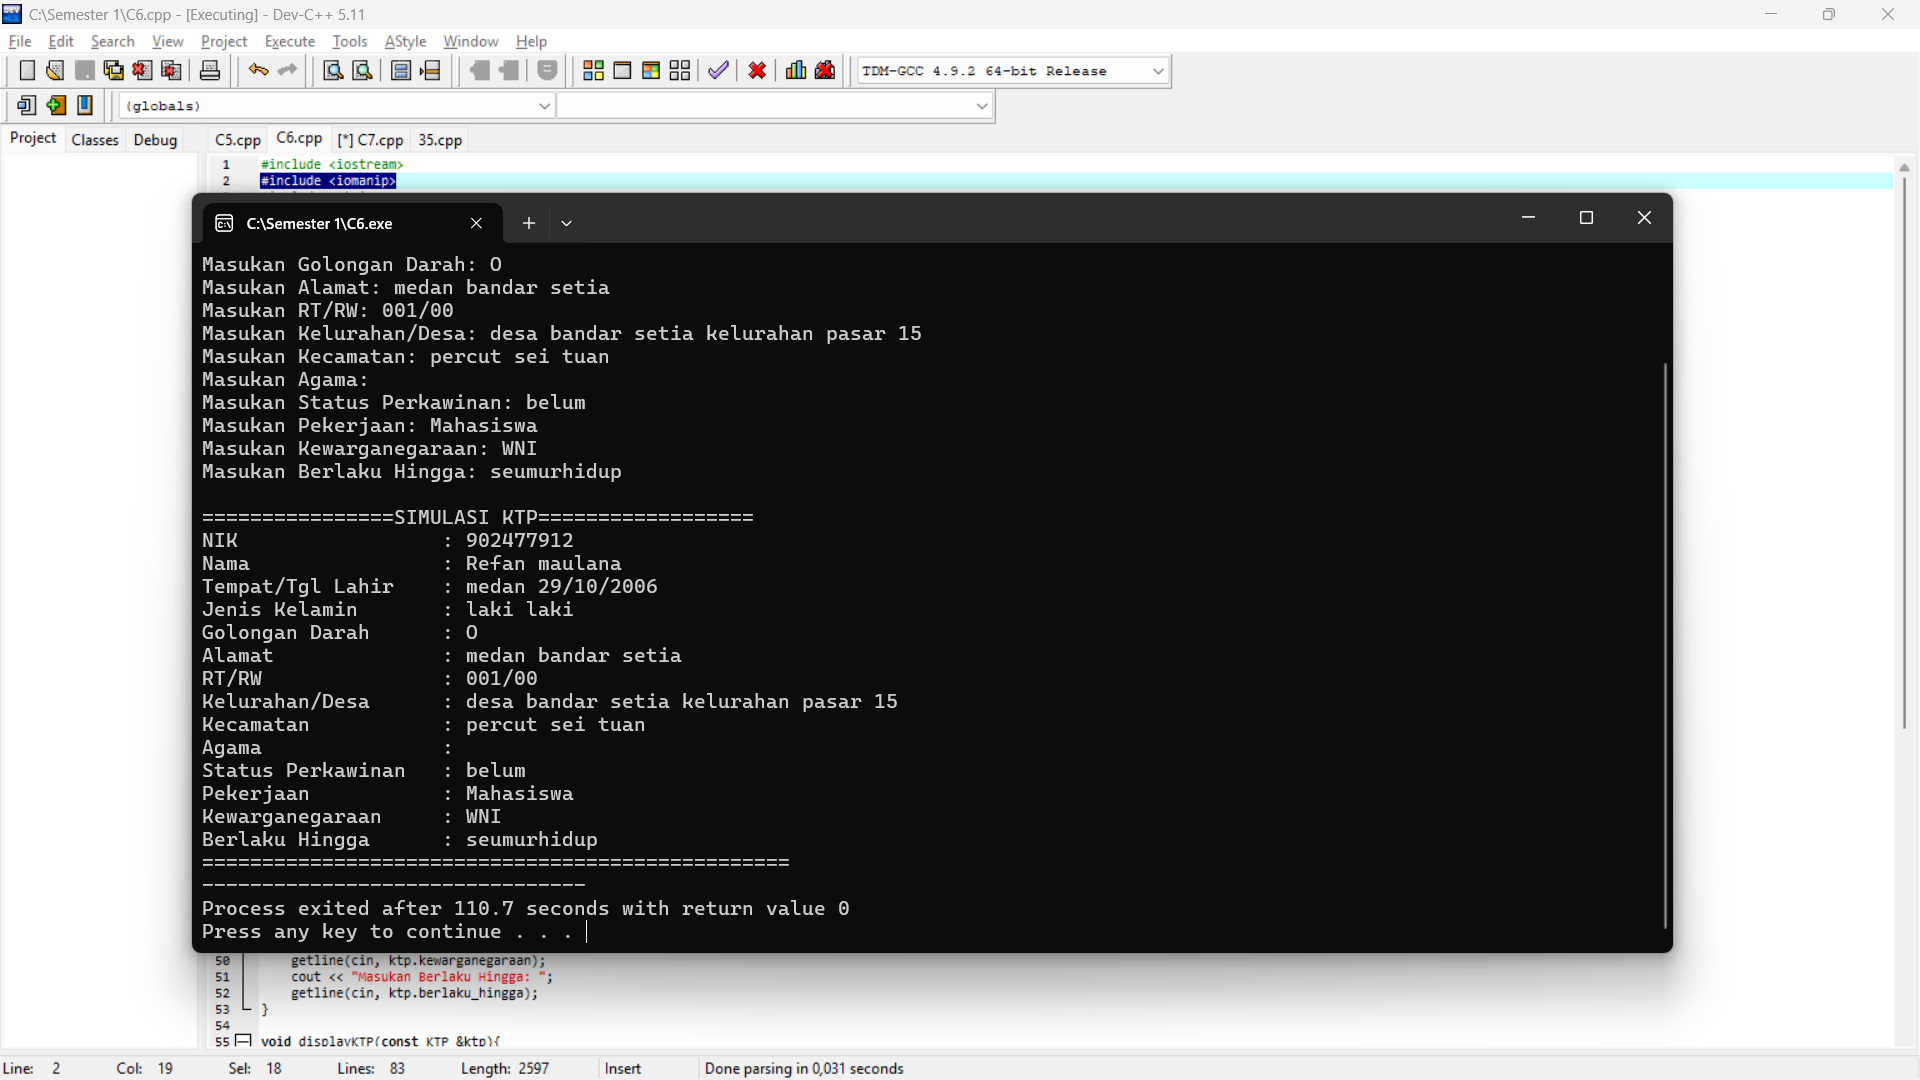 C:\Semester 1\C6.cpp - [Executing] - Dev-C++ 5.11
File Edit Search View Project Execute Tools AStyle Window Help
TDM-GCC 4.9.2 64-bit Release
(globals)
Project Classes Debug
C5.cpp C6.cpp [*] C7.cpp 35.cpp
1 #include <iostream>
2 #include <iomanip>
C:\Semester 1\C6.exe
Masukan Golongan Darah: O
Masukan Alamat: medan bandar setia
Masukan RT/RW: 001/00
Masukan Kelurahan/Desa: desa bandar setia kelurahan pasar 15
Masukan Kecamatan: percut sei tuan
Masukan Agama:
Masukan Status Perkawinan: belum
Masukan Pekerjaan: Mahasiswa
Masukan Kewarganegaraan: WNI
Masukan Berlaku Hingga: seumurhidup
================SIMULASI KTP==================
NIK : 902477912
Nama : Refan maulana
Tempat/Tgl Lahir : medan 29/10/2006
Jenis Kelamin : laki laki
Golongan Darah : O
Alamat : medan bandar setia
RT/RW : 001/00
Kelurahan/Desa : desa bandar setia kelurahan pasar 15
Kecamatan : percut sei tuan
Agama :
Status Perkawinan : belum
Pekerjaan : Mahasiswa
Kewarganegaraan : WNI
Berlaku Hingga : seumurhidup
=================================================
--------------------------------
Process exited after 110.7 seconds with return value 0
Press any key to continue . . .
50 getline(cin, ktp.kewarganegaraan);
51 cout << "Masukan Berlaku Hingga: ";
52 getline(cin, ktp.berlaku_hingga);
53 }
54
55 void displayKTP(const KTP &ktp){
Line: 2 Col: 19 Sel: 18 Lines: 83 Length: 2597 Insert Done parsing in 0,031 seconds